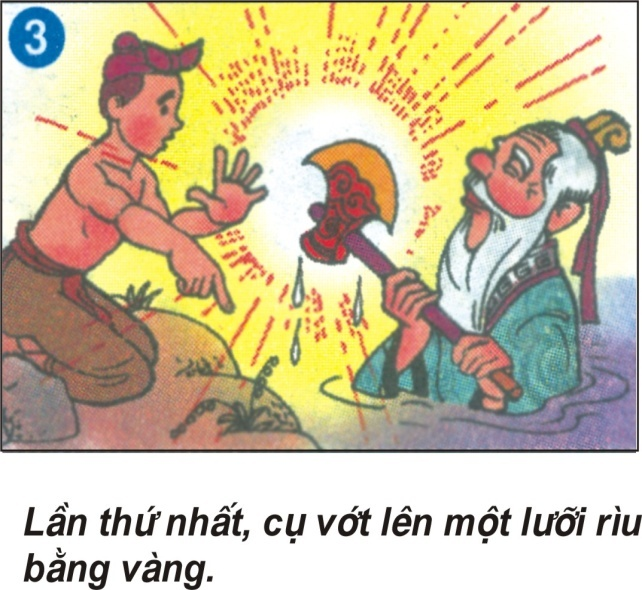 3
Lần thứ nhất, cụ vớt lên một lưỡi rìu
bằng vàng.